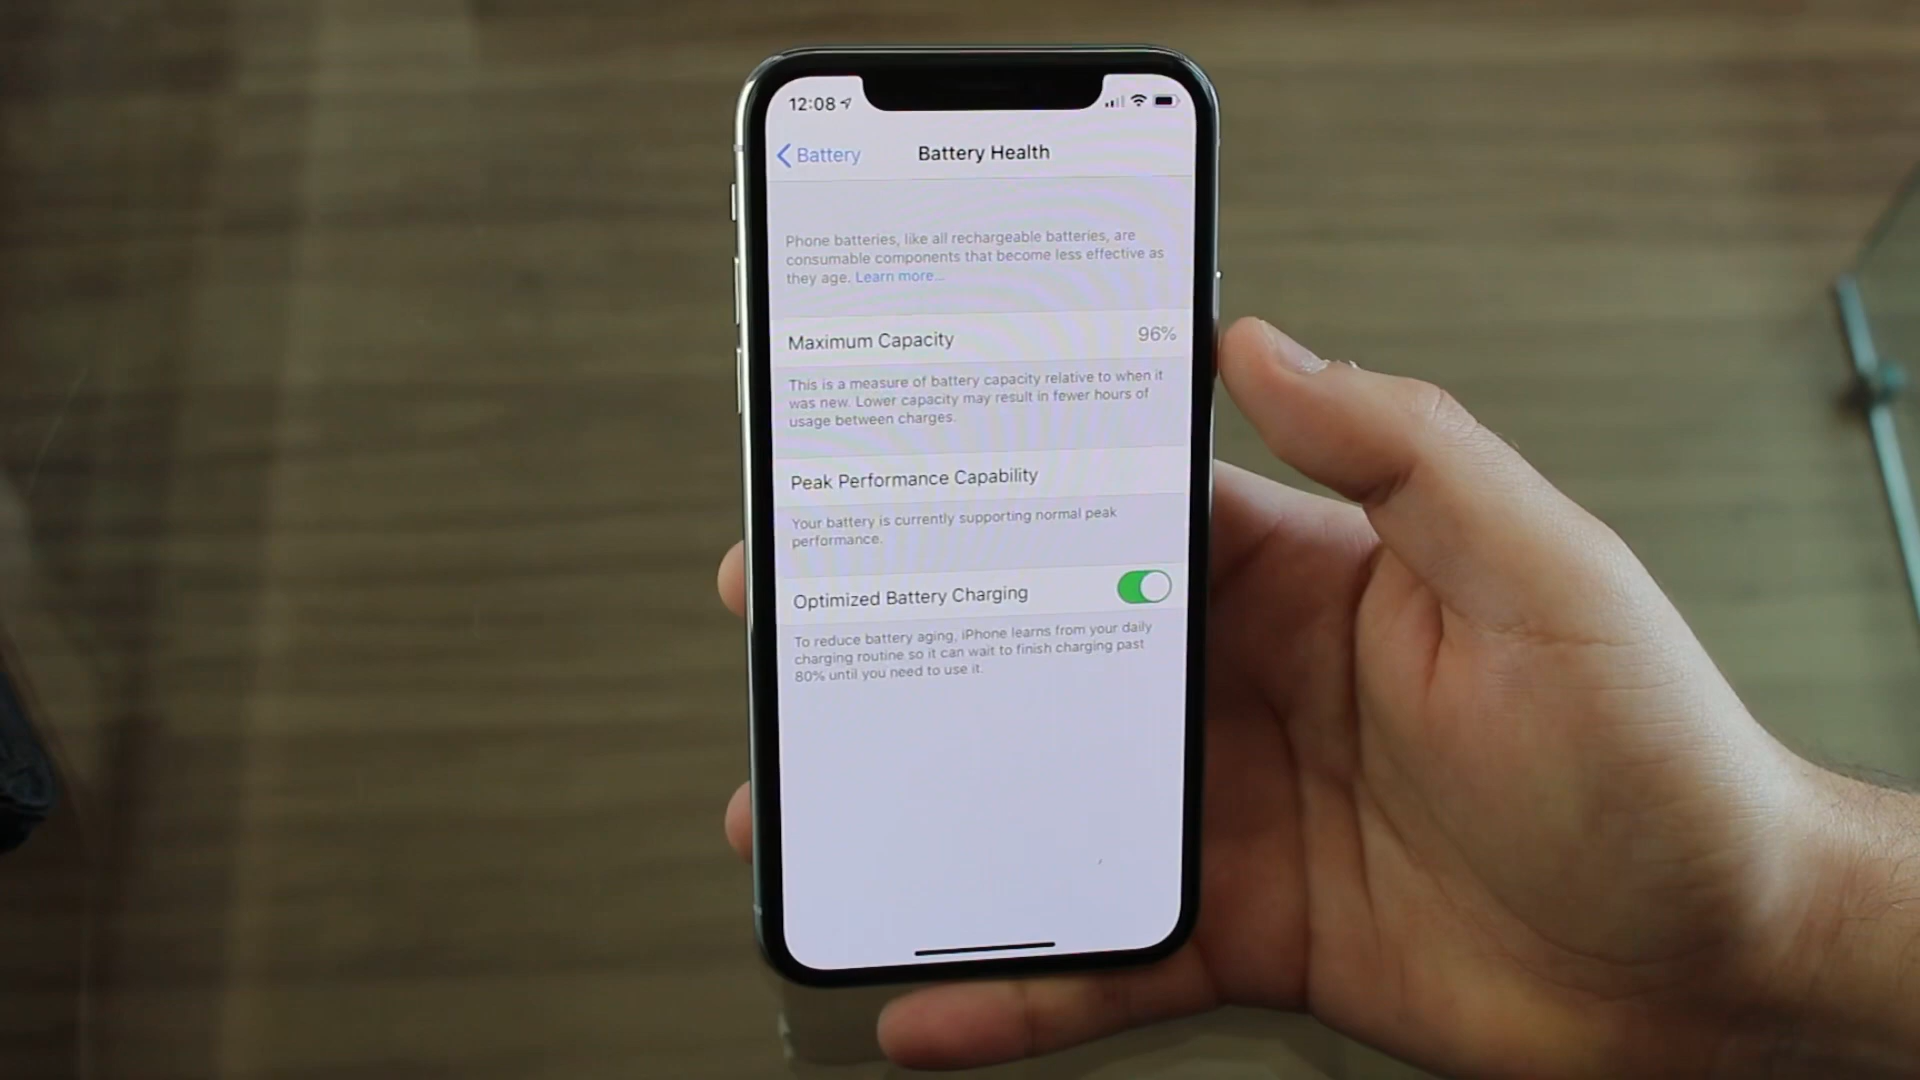 12:08
Battery
Battery Health
Phone batteries, like all rechargeable batteries, are
consumable components that become less effective as
they age. Learn more...
Maximum Capacity 96%
This is a measure of battery capacity relative to when it
was new. Lower capacity may result in fewer hours of
usage between charges.
Peak Performance Capability
Your battery is currently supporting normal peak
performance.
Optimized Battery Charging
To reduce battery aging, iPhone learns from your daily
charging routine so it can wait to finish charging past
80% until you need to use it.